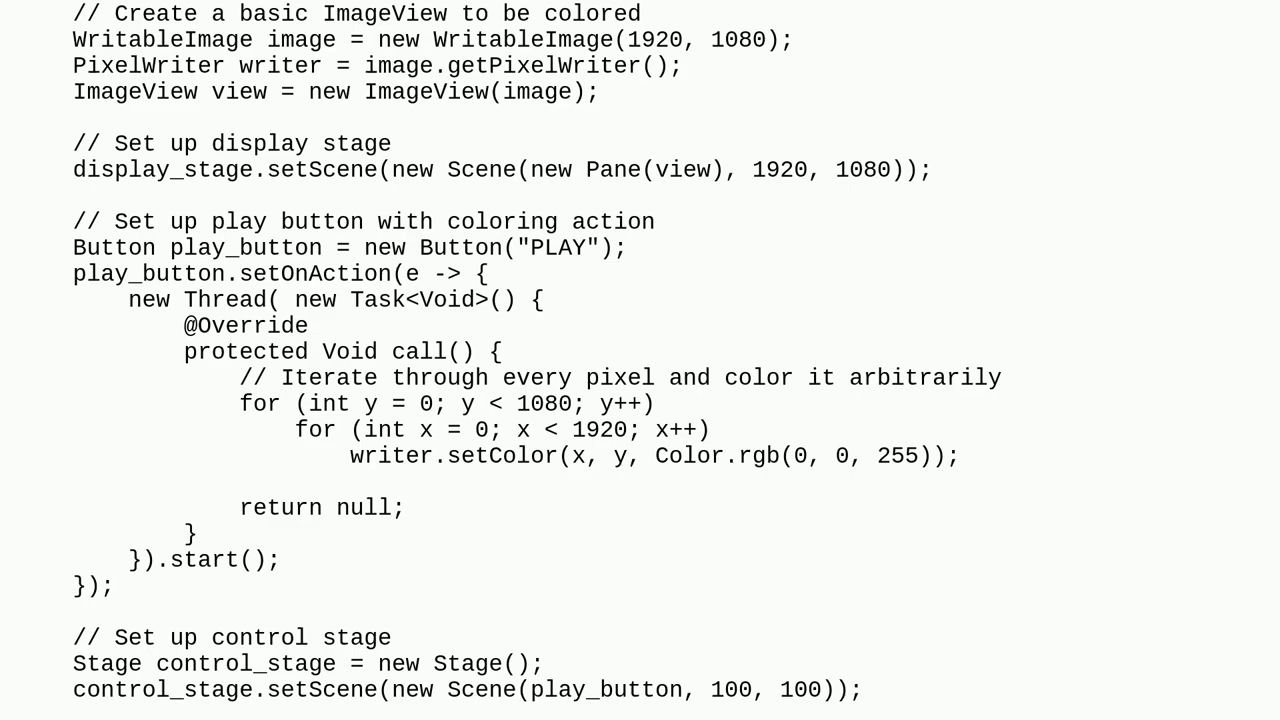 // Create a basic ImageView to be colored
WritableImage image = new WritableImage(1920, 1080);
PixelWriter writer = image.getPixelWriter();
ImageView view = new ImageView(image);
// Set up display stage
display_stage.setScene(new Scene(new Pane(view), 1920, 1080));
// Set up play button with coloring action
Button play_button = new Button("PLAY");
play_button.setOnAction(e -> {
    new Thread( new Task<Void>() {
        @Override
        protected Void call() {
            // Iterate through every pixel and color it arbitrarily
            for (int y = 0; y < 1080; y++)
                for (int x = 0; x < 1920; x++)
                    writer.setColor(x, y, Color.rgb(0, 0, 255));
            return null;
        }
    }).start();
});
// Set up control stage
Stage control_stage = new Stage();
control_stage.setScene(new Scene(play_button, 100, 100));